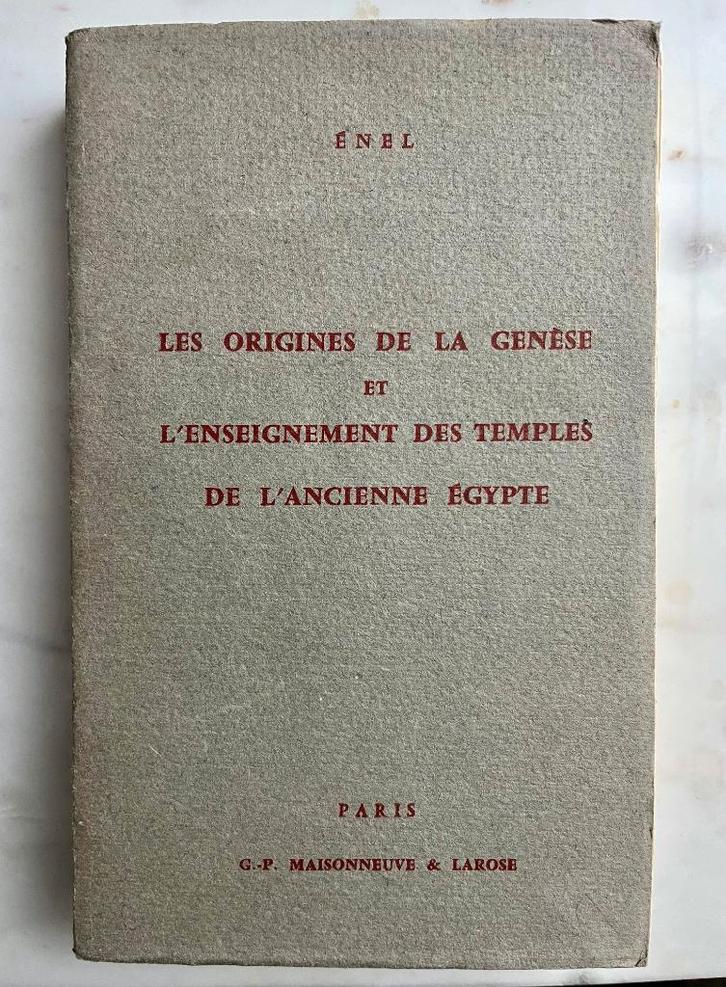 ÉNEL
LES ORIGINES DE LA GENÈSE
ET
L'ENSEIGNEMENT DES TEMPLES
DE L'ANCIENNE ÉGYPTE
PARIS
G.-P. MAISONNEUVE & LAROSE